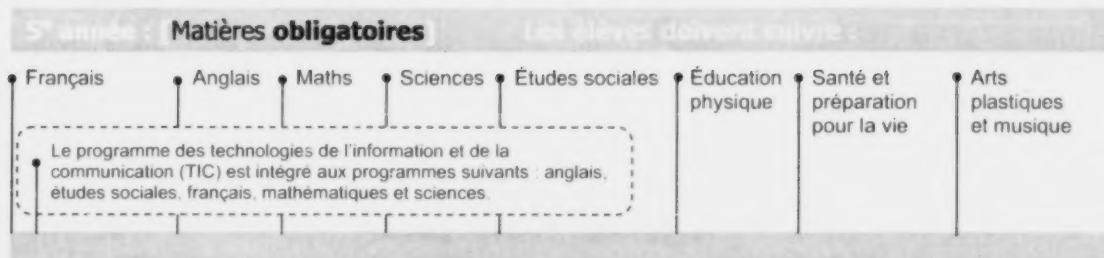 5e année : [Matières obligatoires] Les élèves doivent suivre :
Français Anglais Maths Sciences Études sociales Éducation physique Santé et préparation pour la vie Arts plastiques et musique
Le programme des technologies de l'information et de la
communication (TIC) est intégré aux programmes suivants : anglais,
études sociales, français, mathématiques et sciences.